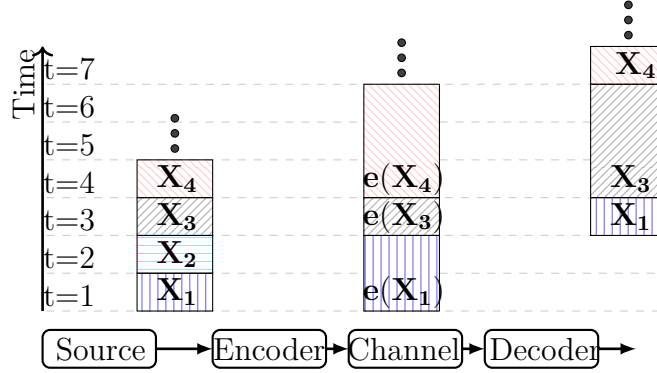 Time
t=7
t=6
t=5
t=4
t=3
t=2
t=1
X₄
X₃
X₂
X₁
e(X₄)
e(X₃)
e(X₁)
X₄
X₃
X₁
Source
Encoder
Channel
Decoder